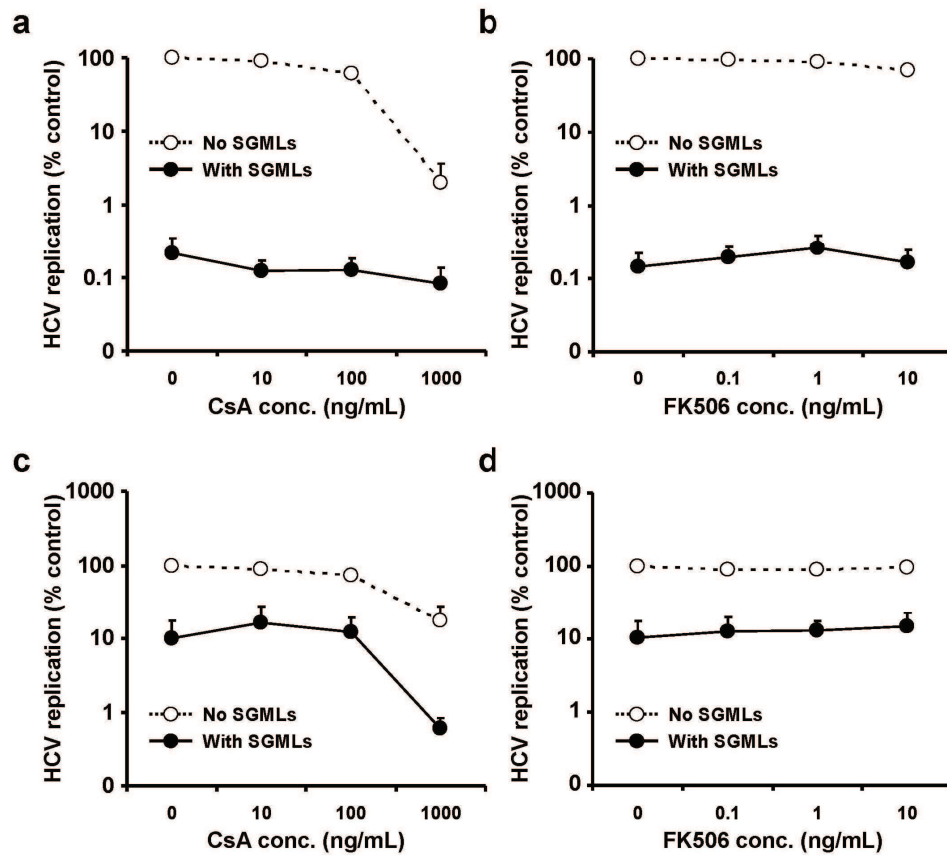 a
HCV replication (% control)
100
10
1
0.1
0
No SGMLs
With SGMLs
0 10 100 1000
CsA conc. (ng/mL)
b
HCV replication (% control)
100
10
1
0.1
0
No SGMLs
With SGMLs
0 0.1 1 10
FK506 conc. (ng/mL)
c
HCV replication (% control)
1000
100
10
1
0
No SGMLs
With SGMLs
0 10 100 1000
CsA conc. (ng/mL)
d
HCV replication (% control)
1000
100
10
1
0
No SGMLs
With SGMLs
0 0.1 1 10
FK506 conc. (ng/mL)